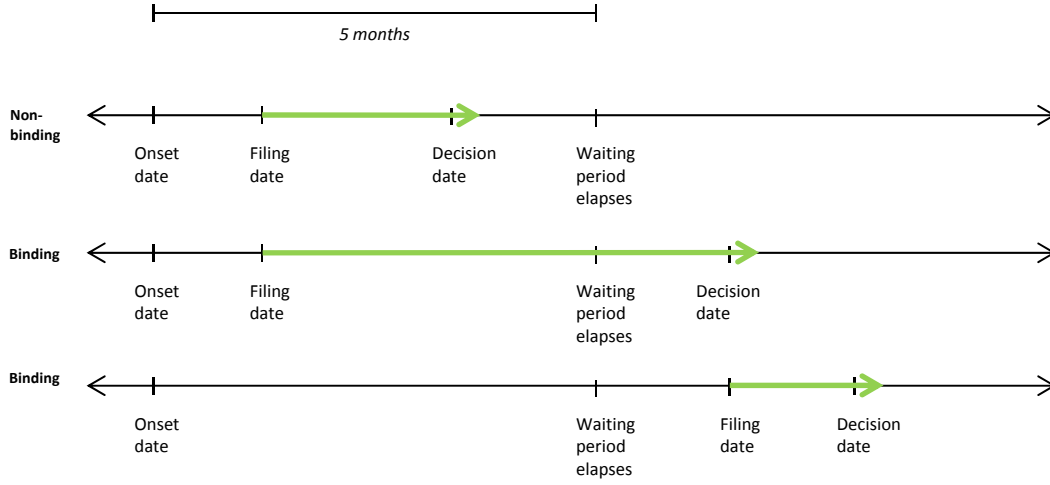 5 months
Non-
binding
Onset
date
Filing
date
Decision
date
Waiting
period
elapses
Binding
Onset
date
Filing
date
Waiting
period
elapses
Decision
date
Binding
Onset
date
Waiting
period
elapses
Filing
date
Decision
date